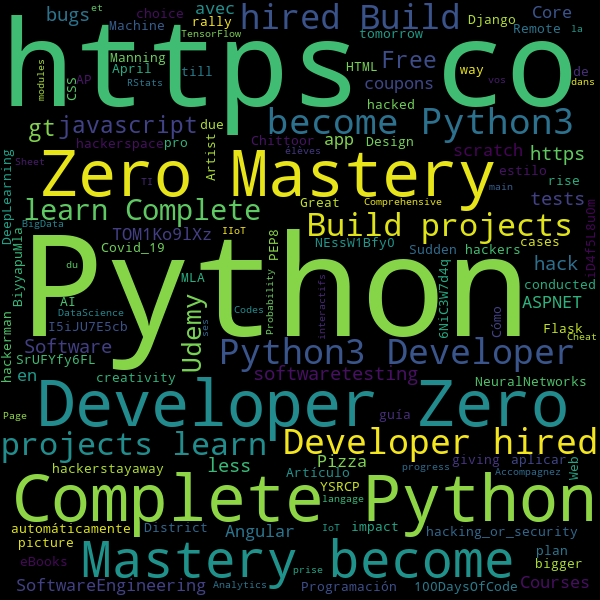 et
avec
Django
Core
bugs
Machine
choice
rally
hired Build
Remote
la
TensorFlow
tomorrow
https co
Manning
April
till
Free
HTML
way
modules
CSS
AP
RStats
coupons
de
vos
dans
become Python3
hacked
gt
javascript
due
app
Design
scratch
https
hackerspace
pro
Artist
Chittoor
élèves
estilo
rise
Zero Mastery
DeepLearning
Sheet
TI
Comprehensive
main
tests
learn Complete
Great
Build projects
BigData
TOM1Ko9lXz
IIoT
PEP8
NEssW1BfyO
cases
BiyyapuMla
Covid_19
Sudden
hackers
hack
iD4f5L8uOm
du
MLA
conducted
Python
AI
DataScience
Codes
ses
Probability
interactifs
6NiC3W7d4q
ASPNET
I5iJU7E5cb
Udemy
Cómo
Flask
Cheat
hackerman
Software
Python3 Developer
SrUFYfy6FL
en
creativity
softwaretesting
NeuralNetworks
Developer Zero
Page
guía
projects learn
Developer hired
hackerstayaway
less
Pizza
progress
giving
aplicar
Web
Artículo
Accompagnez
Complete Python
YSRCP
langage
automáticamente
District
Angular
IoT
impact
hacking_or_security
picture
plan
Mastery become
bigger
eBooks
prise
Courses
SoftwareEngineering
Analytics
Programación
100DaysOfCode